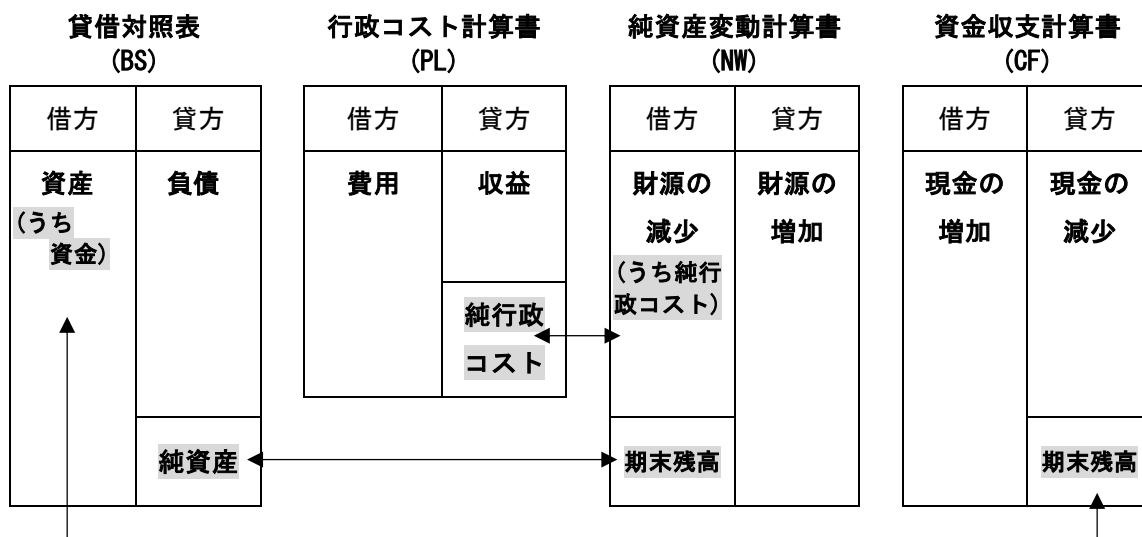 貸借対照表
(BS)
借方
貸方
資産
(うち
資金)
負債
純資産
行政コスト計算書
(PL)
借方
貸方
費用
収益
純行政
コスト
純資産変動計算書
(NW)
借方
貸方
財源の
減少
(うち純行
政コスト)
期末残高
財源の
増加
資金収支計算書
(CF)
借方
貸方
現金の
増加
現金の
減少
期末残高